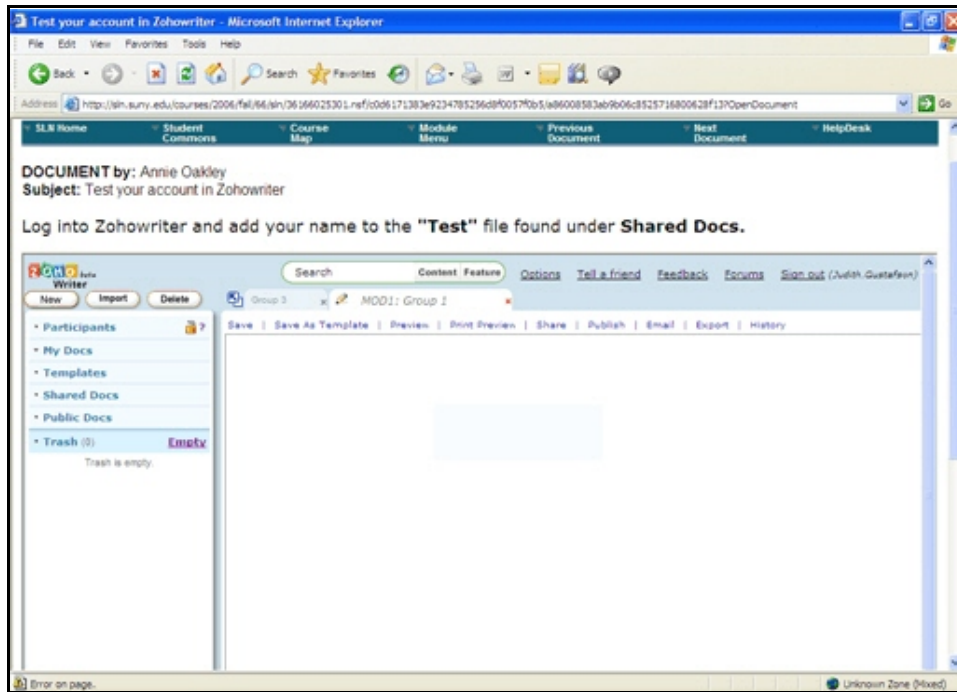 Test your account in Zohowriter - Microsoft Internet Explorer
File Edit View Favorites Tools Help
Back Search Favorites
Address Go
SLN Home Student Commons Course Map Module Menu Previous Document Next Document HelpDesk
DOCUMENT by: Annie Oakley
Subject: Test your account in Zohowriter
Log into Zohowriter and add your name to the "Test" file found under Shared Docs.
ZOHO Writer Search Content Feature Options Tell a friend Feedback Forums Sign out (Judith.Gustafson)
New Import Delete Group 3 MOD1: Group 1
Participants ? Save | Save As Template | Preview | Print Preview | Share | Publish | Email | Export | History
My Docs
Templates
Shared Docs
Public Docs
Trash (0) Empty
Trash is empty.
Error on page. Unknown Zone (Mixed)